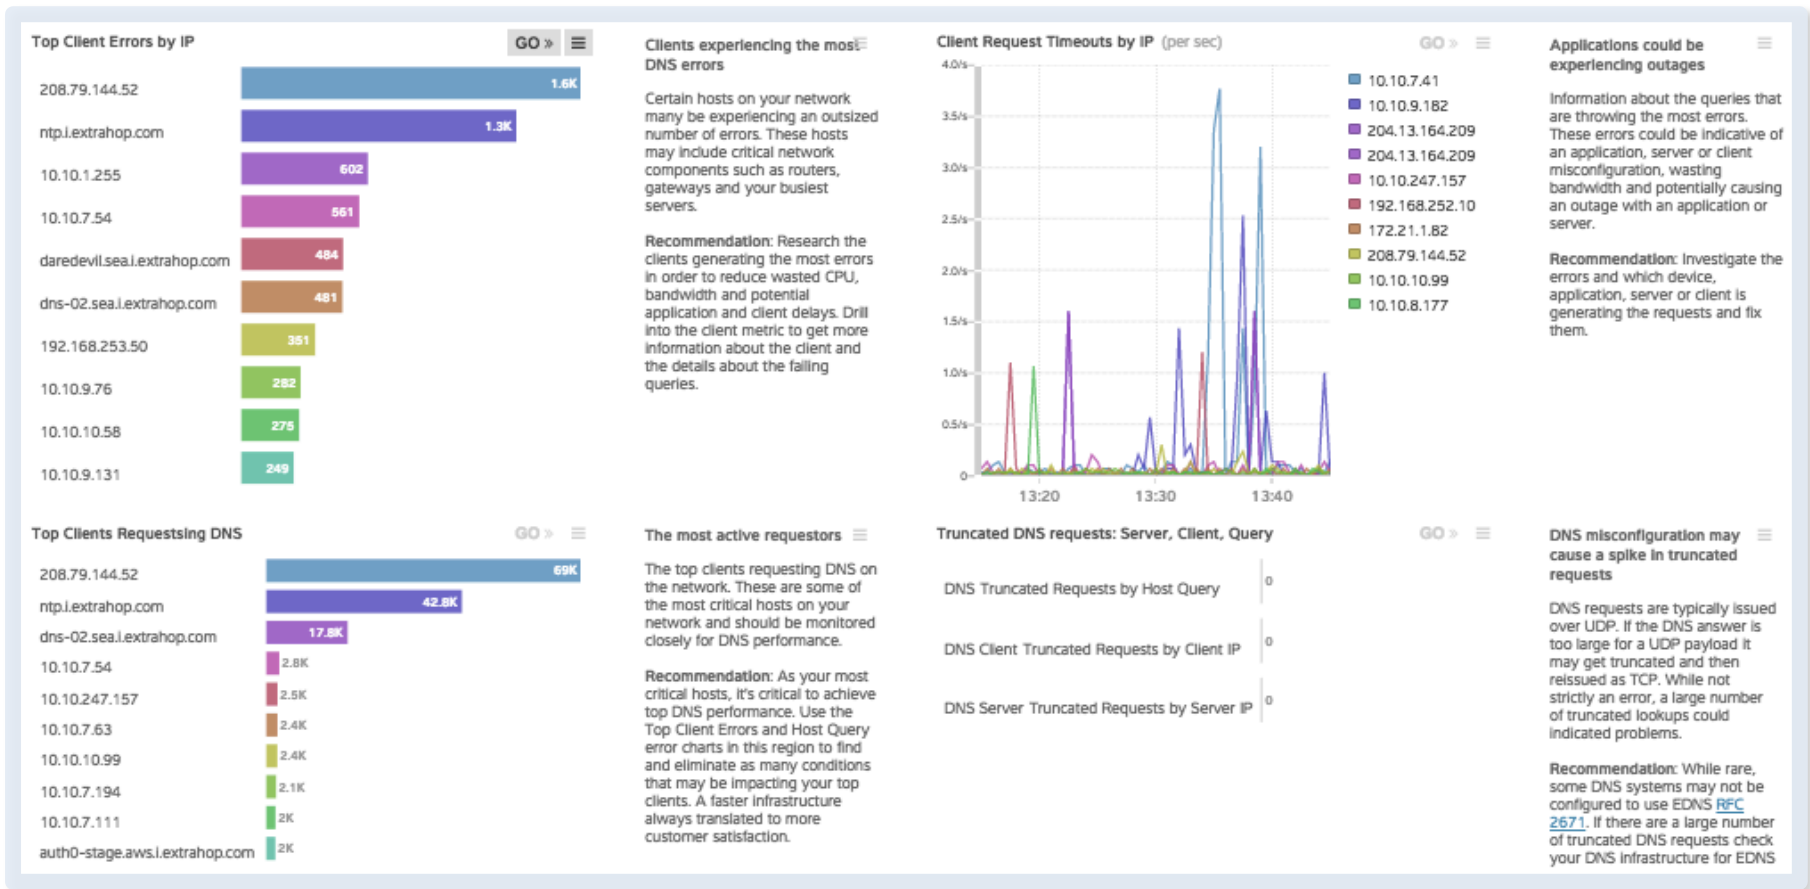 Top Client Errors by IP
GO »
208.79.144.52
1.6K
ntp.i.extrahop.com
1.3K
10.10.1.255
602
10.10.7.54
561
daredevil.sea.i.extrahop.com
484
dns-02.sea.i.extrahop.com
481
192.168.253.50
351
10.10.9.76
282
10.10.10.58
275
10.10.9.131
249
Clients experiencing the most
DNS errors
Certain hosts on your network
many be experiencing an outsized
number of errors. These hosts
may include critical network
components such as routers,
gateways and your busiest
servers.
Recommendation: Research the
clients generating the most errors
in order to reduce wasted CPU,
bandwidth and potential
application and client delays. Drill
into the client metric to get more
information about the client and
the details about the failing
queries.
Client Request Timeouts by IP (per sec)
GO »
4.0/s
3.5/s
3.0/s
2.5/s
2.0/s
1.5/s
1.0/s
0.5/s
0
13:20
13:30
13:40
10.10.7.41
10.10.9.182
204.13.164.209
204.13.164.209
10.10.247.157
192.168.252.10
172.21.1.82
208.79.144.52
10.10.10.99
10.10.8.177
Applications could be
experiencing outages
Information about the queries that
are throwing the most errors.
These errors could be indicative of
an application, server or client
misconfiguration, wasting
bandwidth and potentially causing
an outage with an application or
server.
Recommendation: Investigate the
errors and which device,
application, server or client is
generating the requests and fix
them.
Top Clients Requestsing DNS
GO »
208.79.144.52
69K
ntp.i.extrahop.com
42.8K
dns-02.sea.i.extrahop.com
17.8K
10.10.7.54
2.8K
10.10.247.157
2.5K
10.10.7.63
2.4K
10.10.10.99
2.4K
10.10.7.194
2.1K
10.10.7.111
2K
auth0-stage.aws.i.extrahop.com
2K
The most active requestors
The top clients requesting DNS on
the network. These are some of
the most critical hosts on your
network and should be monitored
closely for DNS performance.
Recommendation: As your most
critical hosts, it's critical to achieve
top DNS performance. Use the
Top Client Errors and Host Query
error charts in this region to find
and eliminate as many conditions
that may be impacting your top
clients. A faster infrastructure
always translated to more
customer satisfaction.
Truncated DNS requests: Server, Client, Query
GO »
DNS Truncated Requests by Host Query
0
DNS Client Truncated Requests by Client IP
0
DNS Server Truncated Requests by Server IP
0
DNS misconfiguration may
cause a spike in truncated
requests
DNS requests are typically issued
over UDP. If the DNS answer is
too large for a UDP payload it
may get truncated and then
reissued as TCP. While not
strictly an error, a large number
of truncated lookups could
indicated problems.
Recommendation: While rare,
some DNS systems may not be
configured to use EDNS RFC
2671. If there are a large number
of truncated DNS requests check
your DNS infrastructure for EDNS